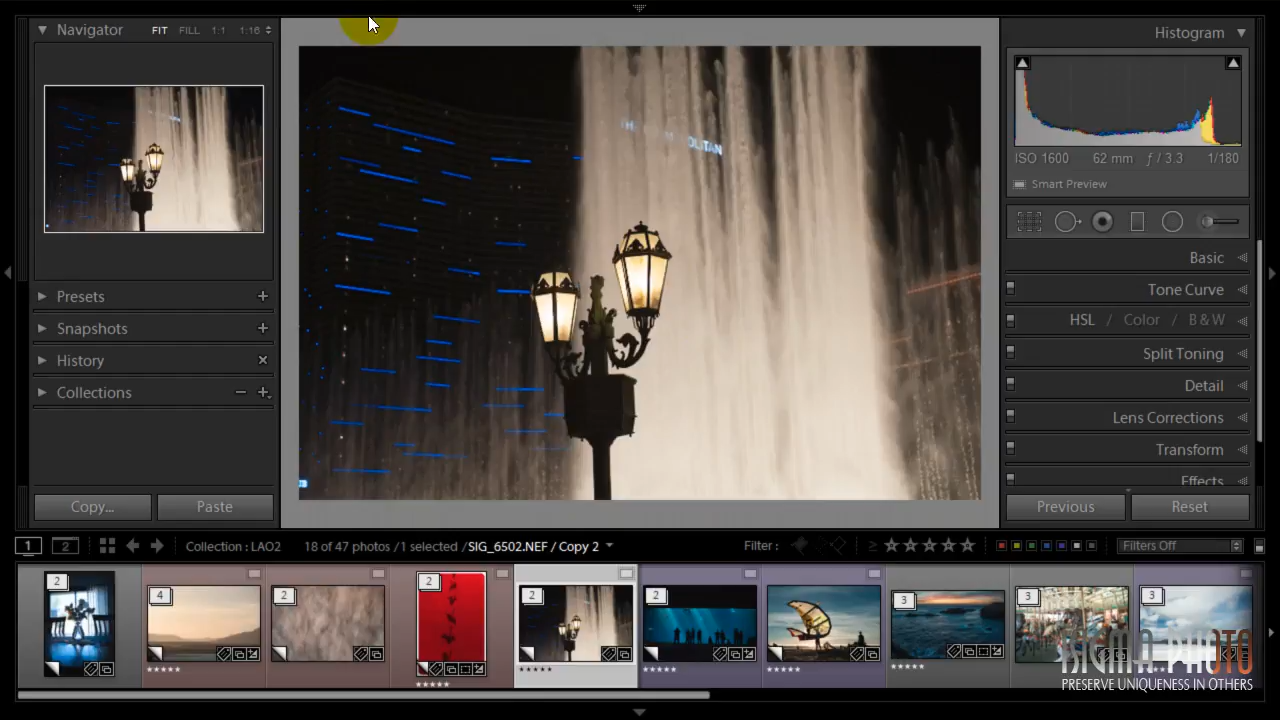 Navigator FIT FILL 1:1 1:16
Histogram
ISO 1600 62 mm ƒ / 3.3 1/180
Smart Preview
Basic
Tone Curve
HSL / Color / B & W
Split Toning
Detail
Lens Corrections
Transform
Effects
Presets
Snapshots
History
Collections
Copy... Paste
Previous Reset
1 2 Collection : LAO2 18 of 47 photos / 1 selected / SIG_6502.NEF / Copy 2 Filter : Filters Off
2 4 2 2 2 2 3 3 3
SIGMA PHOTO
PRESERVE UNIQUENESS IN OTHERS